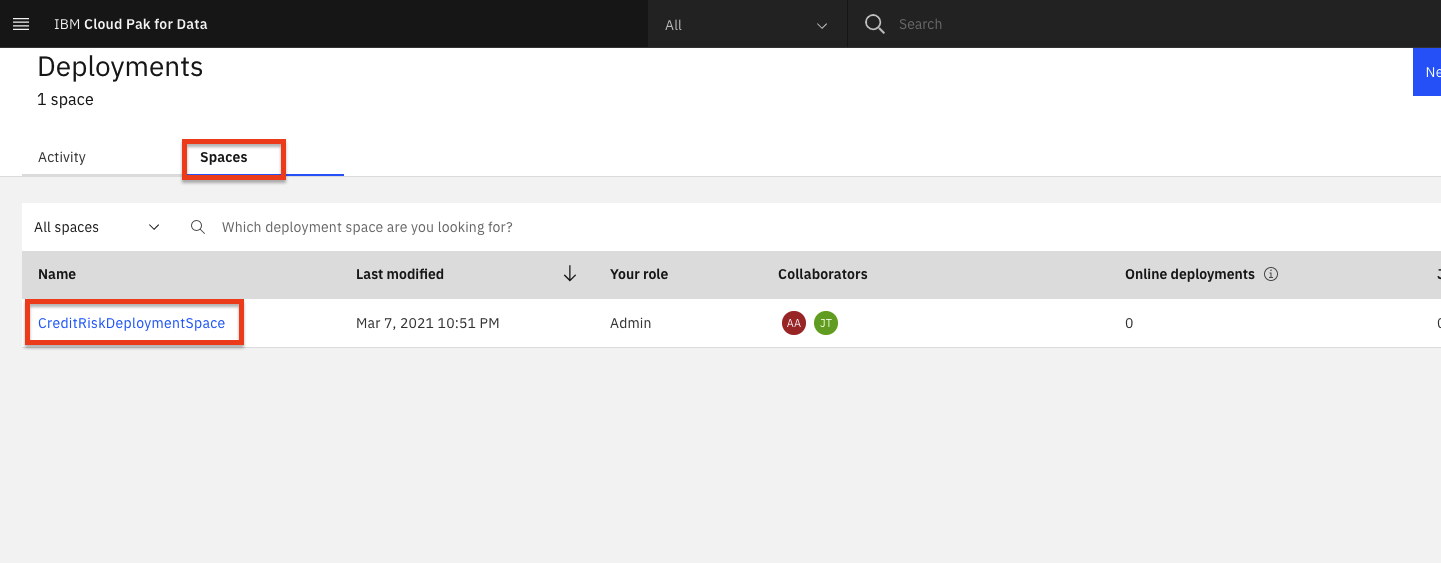 IBM Cloud Pak for Data All Search
Deployments
Ne
1 space
Activity Spaces
All spaces Which deployment space are you looking for?
Name Last modified Your role Collaborators Online deployments
CreditRiskDeploymentSpace Mar 7, 2021 10:51 PM Admin AA JT 0